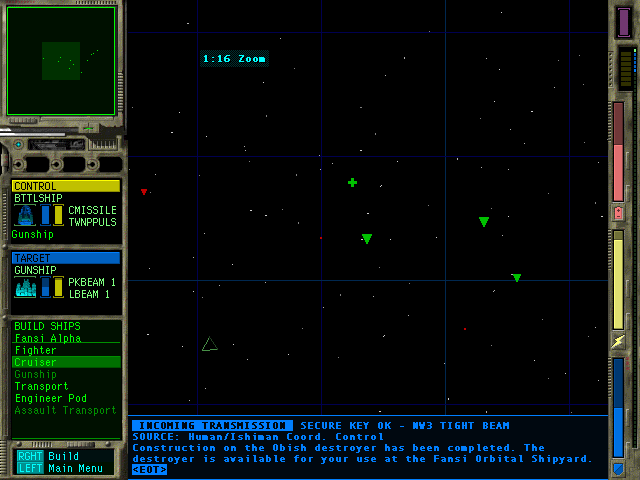 1:16 Zoom
CONTROL
BTTLSHIP
CMISSILE
TWNPPULS
Gunship
TARGET
GUNSHIP
PKBEAM 1
LBEAM 1
BUILD SHIPS
Fansi Alpha
Fighter
Cruiser
Gunship
Transport
Engineer Pod
Assault Transport
RGHT Build
LEFT Main Menu
INCOMING TRANSMISSION SECURE KEY OK - NW3 TIGHT BEAM
SOURCE: Human/Ishiman Coord. Control
Construction on the Obish destroyer has been completed. The
destroyer is available for your use at the Fansi Orbital Shipyard.
<EOT>